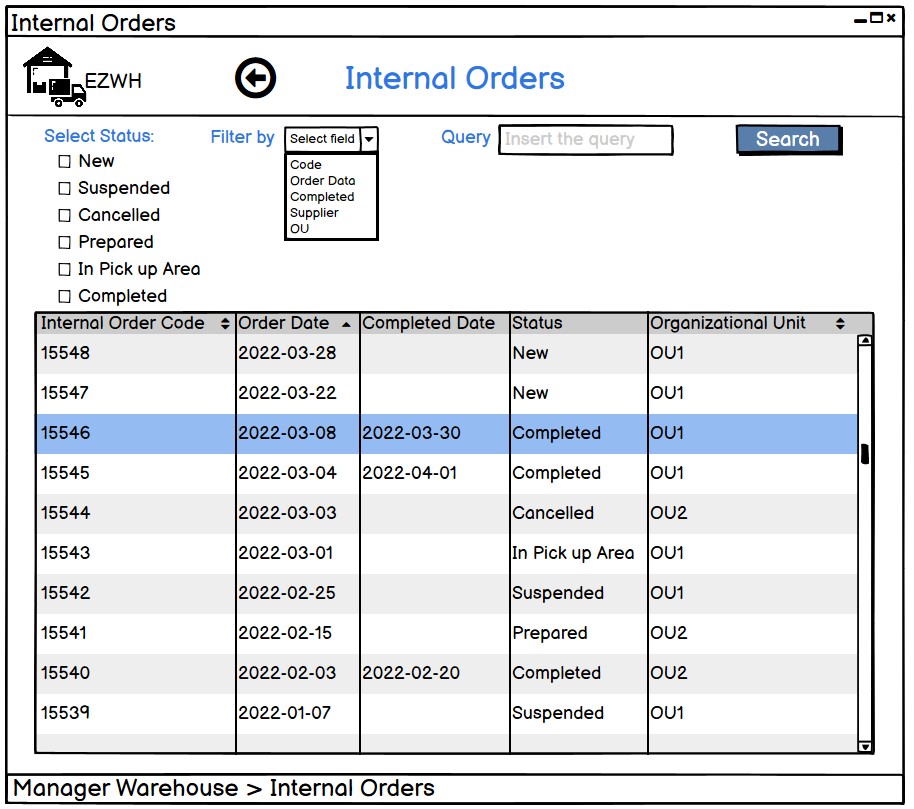 Internal Orders
EZWH
Internal Orders
Select Status: Filter by Select field Query Insert the query Search
New
Suspended
Cancelled
Prepared
In Pick up Area
Completed
Code
Order Data
Completed
Supplier
OU
Internal Order Code Order Date Completed Date Status Organizational Unit
15548 2022-03-28 New OU1
15547 2022-03-22 New OU1
15546 2022-03-08 2022-03-30 Completed OU1
15545 2022-03-04 2022-04-01 Completed OU1
15544 2022-03-03 Cancelled OU2
15543 2022-03-01 In Pick up Area OU1
15542 2022-02-25 Suspended OU1
15541 2022-02-15 Prepared OU2
15540 2022-02-03 2022-02-20 Completed OU2
15539 2022-01-07 Suspended OU1
Manager Warehouse > Internal Orders